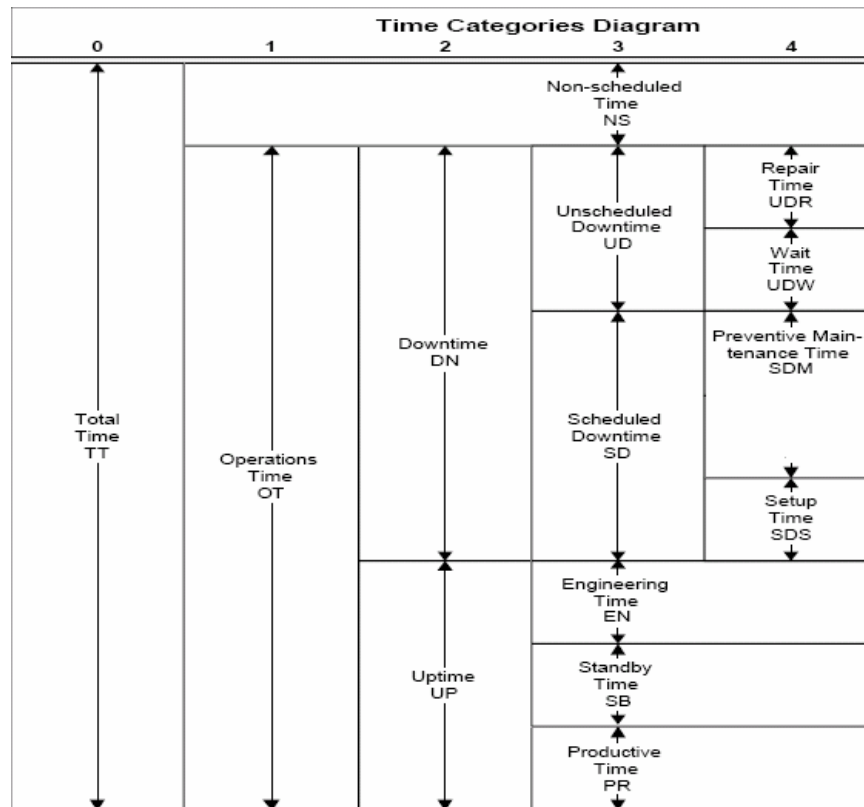 Time Categories Diagram
0 1 2 3 4
Non-scheduled
Time
NS
Repair
Time
UDR
Unscheduled
Downtime
UD
Wait
Time
UDW
Downtime
DN
Preventive Main-
tenance Time
SDM
Total
Time
TT
Operations
Time
OT
Scheduled
Downtime
SD
Setup
Time
SDS
Engineering
Time
EN
Uptime
UP
Standby
Time
SB
Productive
Time
PR